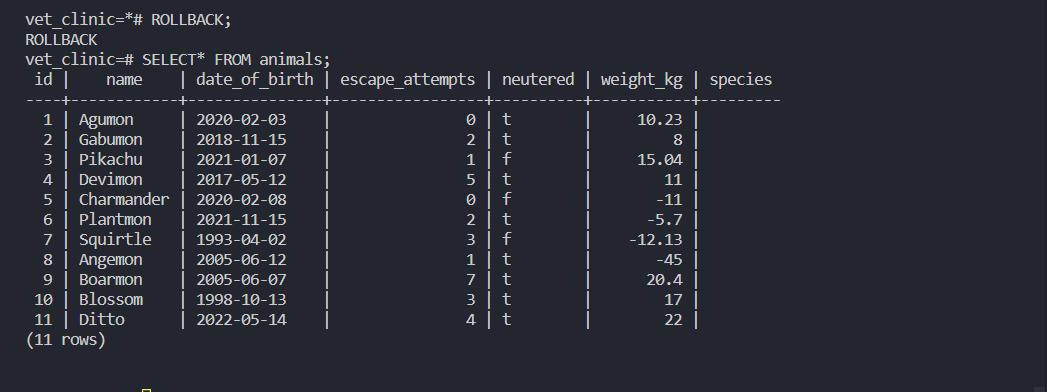 vet_clinic=*# ROLLBACK;
ROLLBACK
vet_clinic=# SELECT* FROM animals;
 id |    name    | date_of_birth | escape_attempts | neutered | weight_kg | species
----+------------+---------------+-----------------+----------+-----------+---------
  1 | Agumon     | 2020-02-03    |               0 | t        |     10.23 |
  2 | Gabumon    | 2018-11-15    |               2 | t        |         8 |
  3 | Pikachu    | 2021-01-07    |               1 | f        |     15.04 |
  4 | Devimon    | 2017-05-12    |               5 | t        |        11 |
  5 | Charmander | 2020-02-08    |               0 | f        |       -11 |
  6 | Plantmon   | 2021-11-15    |               2 | t        |      -5.7 |
  7 | Squirtle   | 1993-04-02    |               3 | f        |    -12.13 |
  8 | Angemon    | 2005-06-12    |               1 | t        |       -45 |
  9 | Boarmon    | 2005-06-07    |               7 | t        |      20.4 |
 10 | Blossom    | 1998-10-13    |               3 | t        |        17 |
 11 | Ditto      | 2022-05-14    |               4 | t        |        22 |
(11 rows)